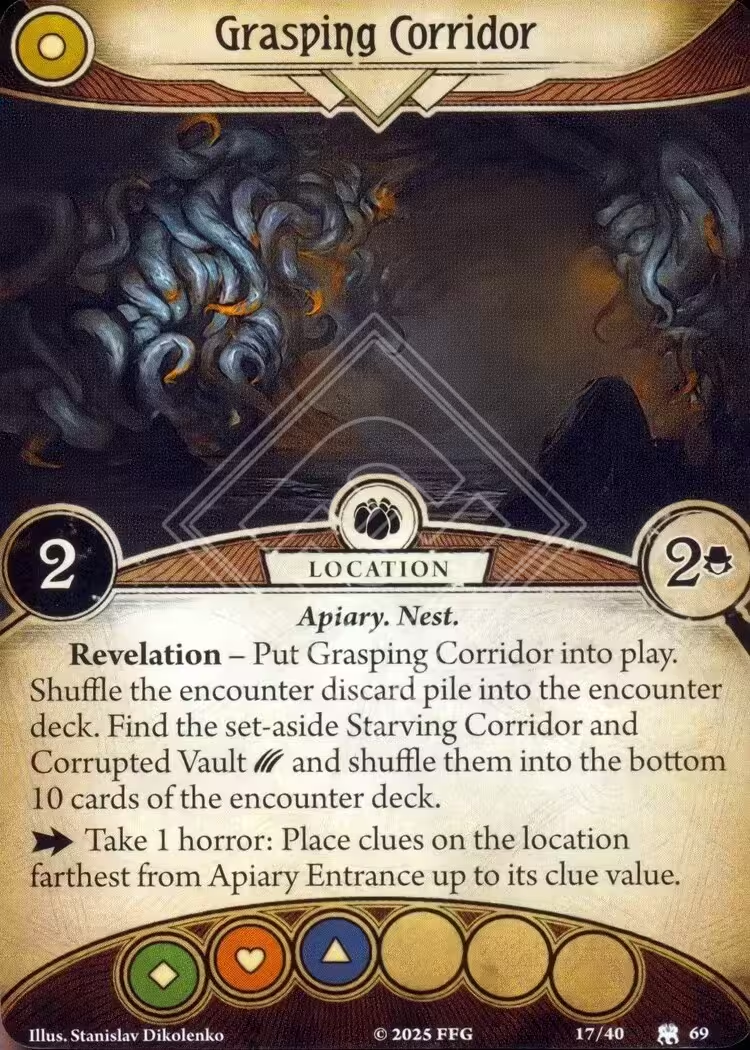 Grasping Corridor
2
2
LOCATION
Apiary. Nest.
Revelation – Put Grasping Corridor into play.
Shuffle the encounter discard pile into the encounter
deck. Find the set-aside Starving Corridor and
Corrupted Vault and shuffle them into the bottom
10 cards of the encounter deck.
Take 1 horror: Place clues on the location
farthest from Apiary Entrance up to its clue value.
Illus. Stanislav Dikolenko © 2025 FFG 17/40 69